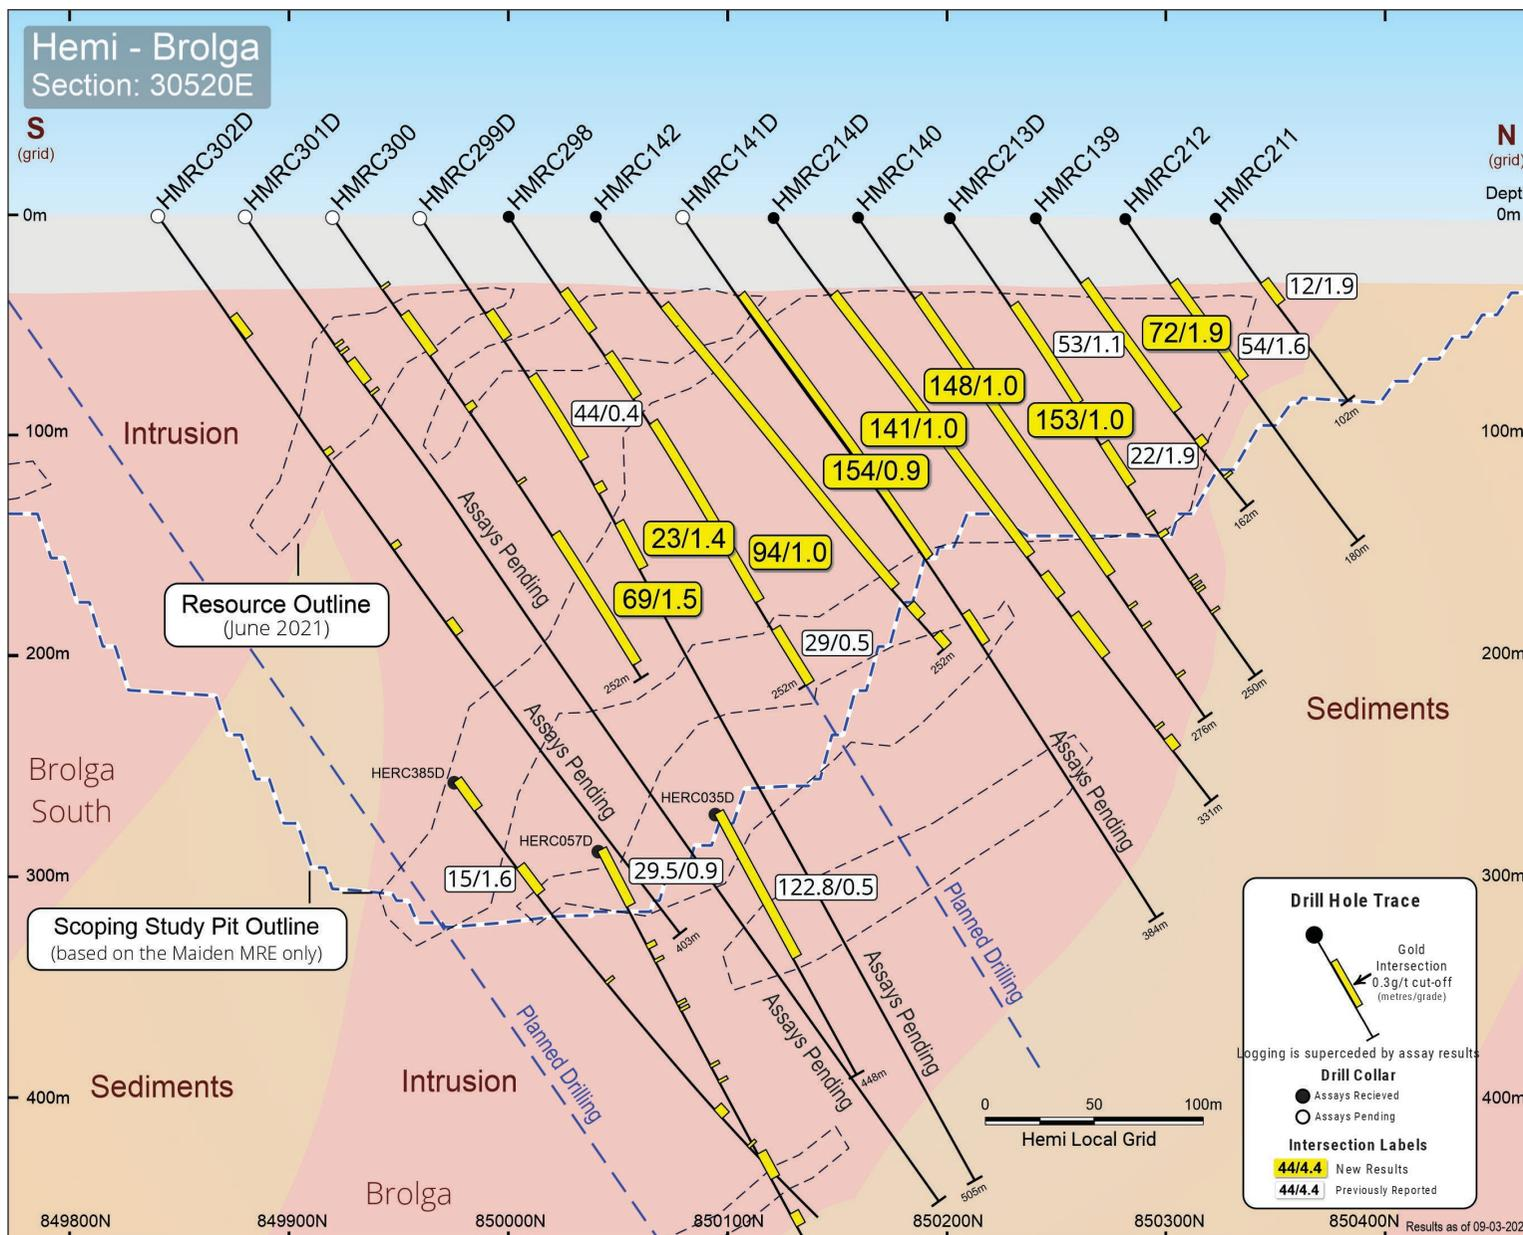 Hemi - Brolga
Section: 30520E
S
(grid)
N
(grid)
HMRC302D
HMRC301D
HMRC300
HMRC299D
HMRC298
HMRC142
HMRC141D
HMRC214D
HMRC140
HMRC213D
HMRC139
HMRC212
HMRC211
Dept
0m
0m
12/1.9
53/1.1
72/1.9
54/1.6
148/1.0
44/0.4
102m
153/1.0
141/1.0
100m
Intrusion
100m
22/1.9
154/0.9
162m
Assays Pending
23/1.4
94/1.0
180m
69/1.5
Resource Outline
(June 2021)
29/0.5
200m
200m
252m
252m
252m
250m
Sediments
276m
Assays Pending
Assays Pending
Brolga
South
HERC385D
HERC035D
331m
HERC057D
15/1.6
29.5/0.9
122.8/0.5
300m
300m
Scoping Study Pit Outline
(based on the Maiden MRE only)
403m
384m
Planned Drilling
Drill Hole Trace
Gold
Intersection
0.3g/t cut-off
(metres/grade)
Logging is superceded by assay results
Drill Collar
Assays Recieved
Assays Pending
Intersection Labels
44/4.4 New Results
44/4.4 Previously Reported
Assays Pending
Assays Pending
Planned Drilling
Sediments
Intrusion
448m
400m
400m
0 50 100m
Hemi Local Grid
505m
Brolga
849800N
849900N
850000N
850100N
850200N
850300N
850400N
Results as of 09-03-202